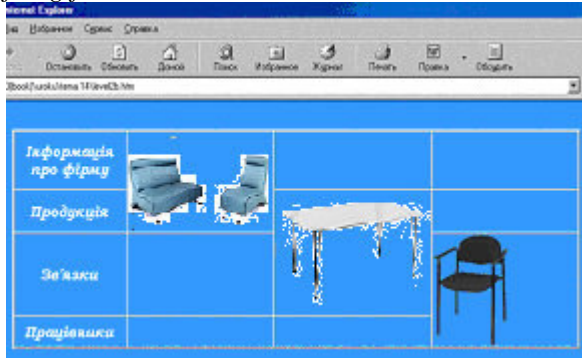 Internet Explorer
Избранное Сервис Справка
Остановить Обновить Домой Поиск Избранное Журнал Печать Правка Обсудить
Інформація
про фірму
Продукція
Зв'язки
Працівники